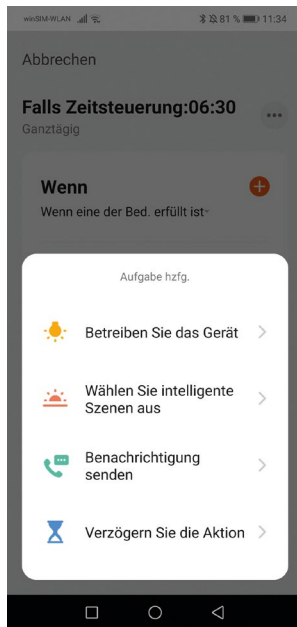 winSIM-WLAN 81 % 11:34
Abbrechen
Falls Zeitsteuerung:06:30
Ganztägig
Wenn
Wenn eine der Bed. erfüllt ist
Aufgabe hzfg.
Betreiben Sie das Gerät
Wählen Sie intelligente
Szenen aus
Benachrichtigung
senden
Verzögern Sie die Aktion